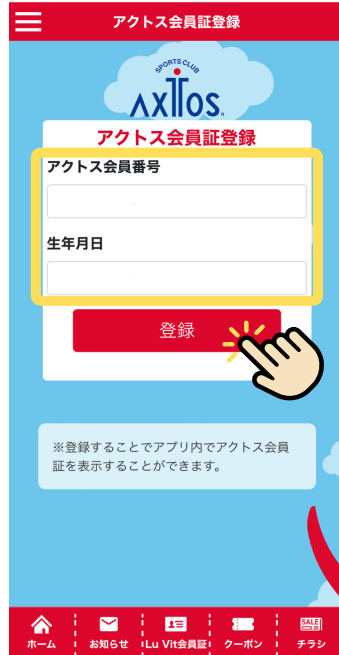 アクトス会員証登録
SPORTS CLUB
AXTOS
アクトス会員証登録
アクトス会員番号
生年月日
登録
※登録することでアプリ内でアクトス会員
証を表示することができます。
SALE
ホーム お知らせ Lu Vit会員証 クーポン チラシ